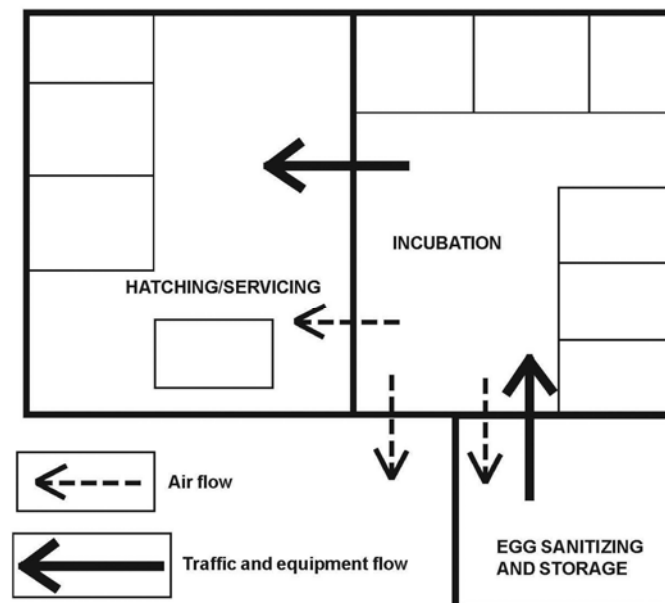 INCUBATION
HATCHING/SERVICING
Air flow
Traffic and equipment flow
EGG SANITIZING
AND STORAGE